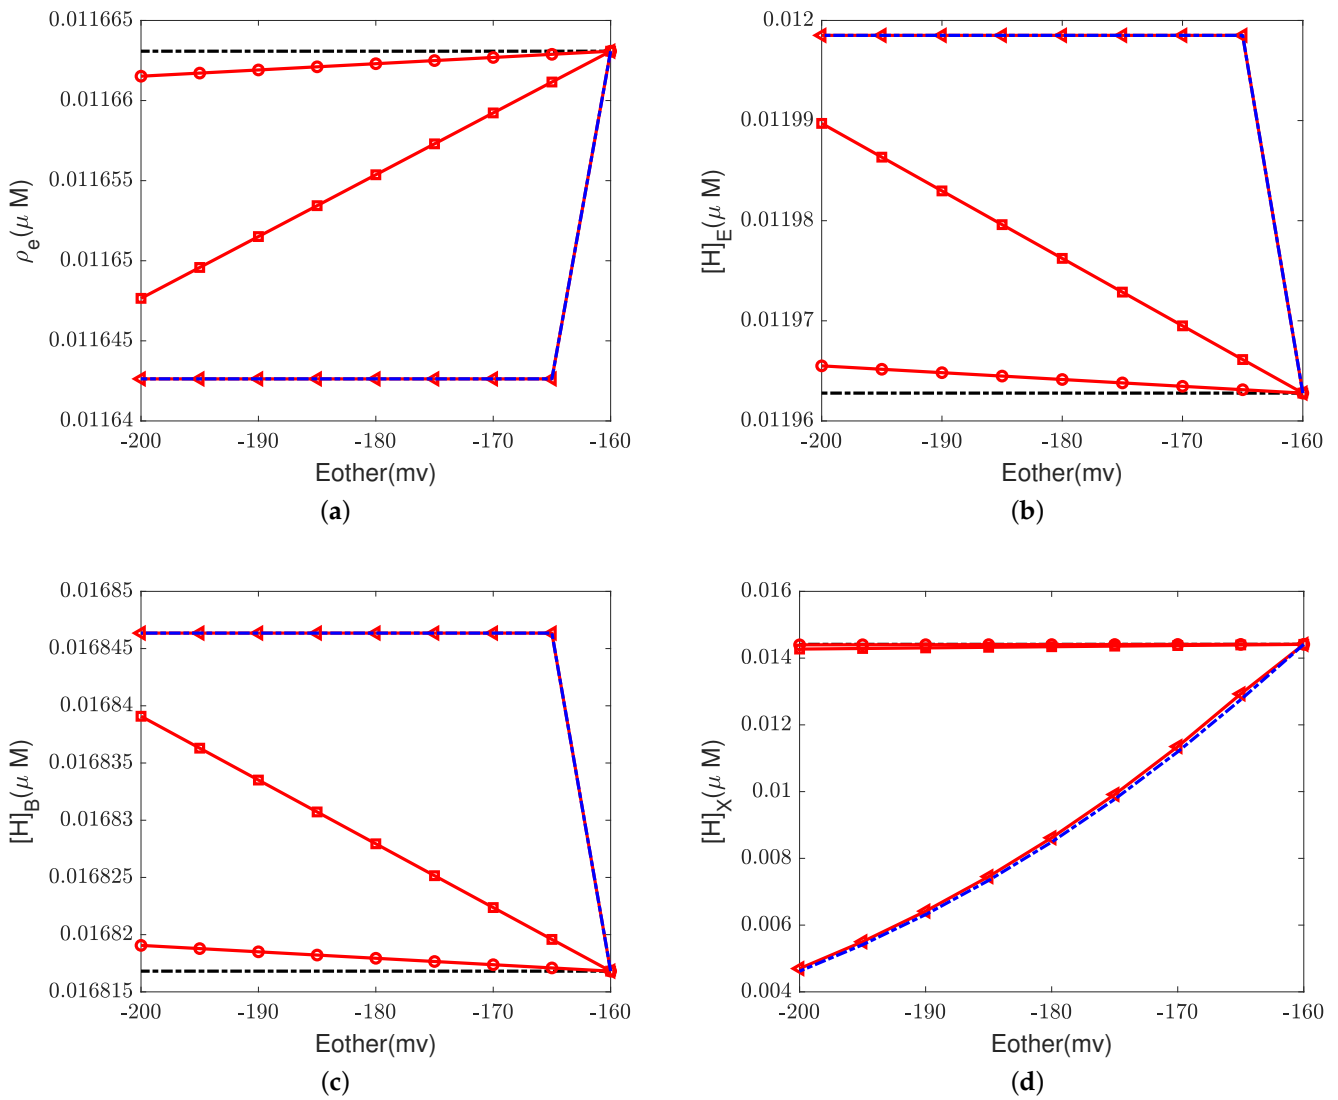 0.011665
0.01166
0.011655
0.01165
0.011645
0.01164
ρe(μ M)
-200 -190 -180 -170 -160
Eother(mv)
(a)
0.012
0.01199
0.01198
0.01197
0.01196
[H]E(μ M)
-200 -190 -180 -170 -160
Eother(mv)
(b)
0.01685
0.016845
0.01684
0.016835
0.01683
0.016825
0.01682
0.016815
[H]B(μ M)
-200 -190 -180 -170 -160
Eother(mv)
(c)
0.016
0.014
0.012
0.01
0.008
0.006
0.004
[H]X(μ M)
-200 -190 -180 -170 -160
Eother(mv)
(d)